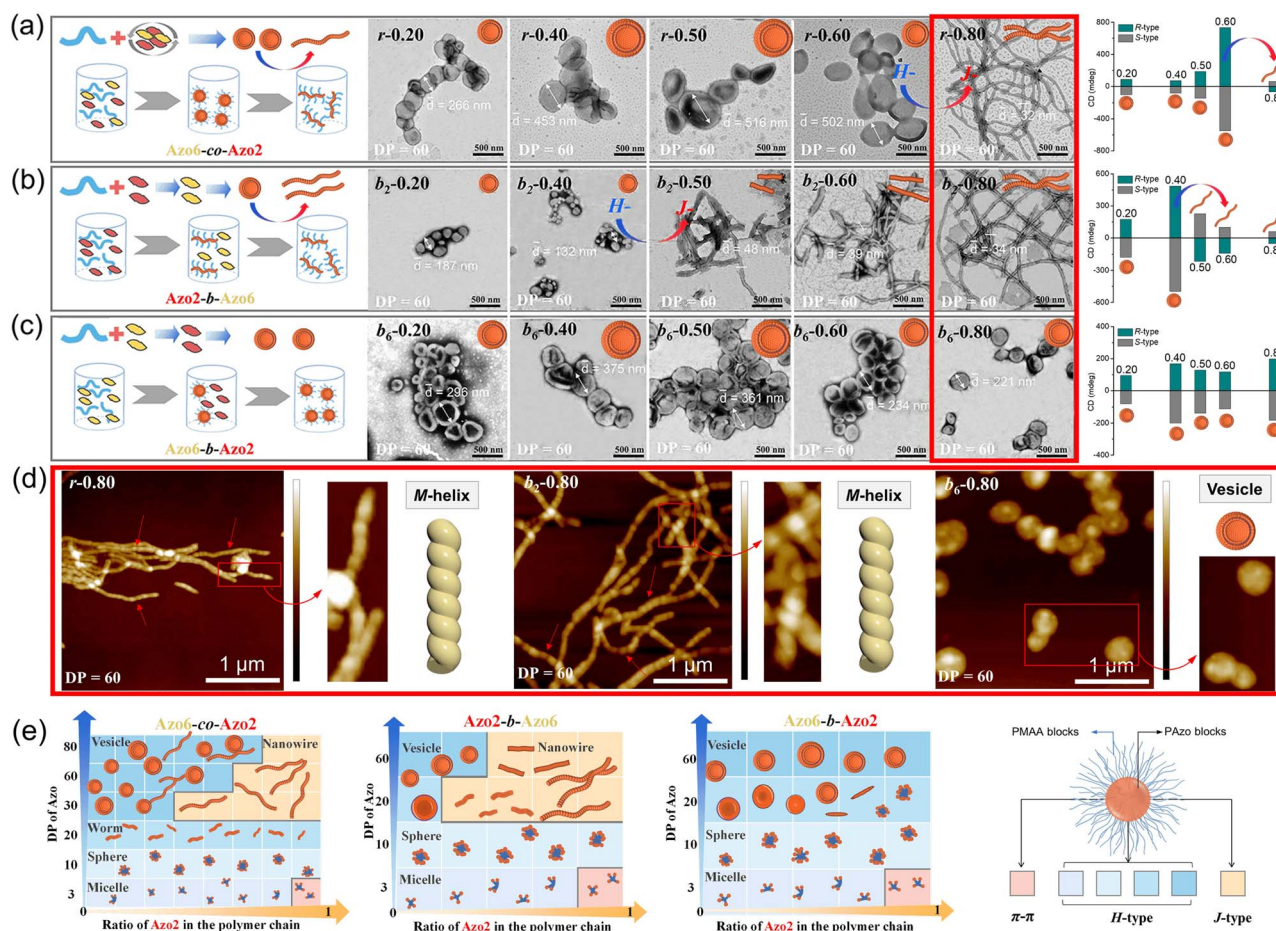 (a)
Azo6-co-Azo2
r-0.20
d̄ = 266 nm
DP = 60
500 nm
r-0.40
d̄ = 453 nm
DP = 60
500 nm
r-0.50
d̄ = 516 nm
DP = 60
500 nm
r-0.60
H-
d̄ = 502 nm
DP = 60
500 nm
r-0.80
J-
d̄ = 32 nm
DP = 60
500 nm
R-type
S-type
CD (mdeg)
800
400
0
-400
-800
0.20
0.40
0.50
0.60
(b)
Azo2-b-Azo6
b2-0.20
d̄ = 187 nm
DP = 60
500 nm
b2-0.40
H-
d̄ = 132 nm
DP = 60
500 nm
b2-0.50
J-
d̄ = 48 nm
DP = 60
500 nm
b2-0.60
d̄ = 39 nm
DP = 60
500 nm
b2-0.80
d̄ = 34 nm
DP = 60
500 nm
R-type
S-type
CD (mdeg)
600
300
0
-300
-600
0.20
0.40
0.50
0.60
(c)
Azo6-b-Azo2
b6-0.20
d̄ = 296 nm
DP = 60
500 nm
b6-0.40
d̄ = 375 nm
DP = 60
500 nm
b6-0.50
d̄ = 361 nm
DP = 60
500 nm
b6-0.60
d̄ = 234 nm
DP = 60
500 nm
b6-0.80
d̄ = 221 nm
DP = 60
500 nm
R-type
S-type
CD (mdeg)
400
200
0
-200
-400
0.20
0.40
0.50
0.60
(d)
r-0.80
DP = 60
1 µm
M-helix
b2-0.80
DP = 60
1 µm
M-helix
b6-0.80
DP = 60
1 µm
Vesicle
(e)
Azo6-co-Azo2
DP of Azo
80
60
30
20
10
3
0
1
Vesicle
Nanowire
Worm
Sphere
Micelle
Ratio of Azo2 in the polymer chain
Azo2-b-Azo6
DP of Azo
60
20
10
3
0
1
Vesicle
Nanowire
Sphere
Micelle
Ratio of Azo2 in the polymer chain
Azo6-b-Azo2
DP of Azo
60
20
10
3
0
1
Vesicle
Sphere
Micelle
Ratio of Azo2 in the polymer chain
PMAA blocks
PAzo blocks
π-π
H-type
J-type